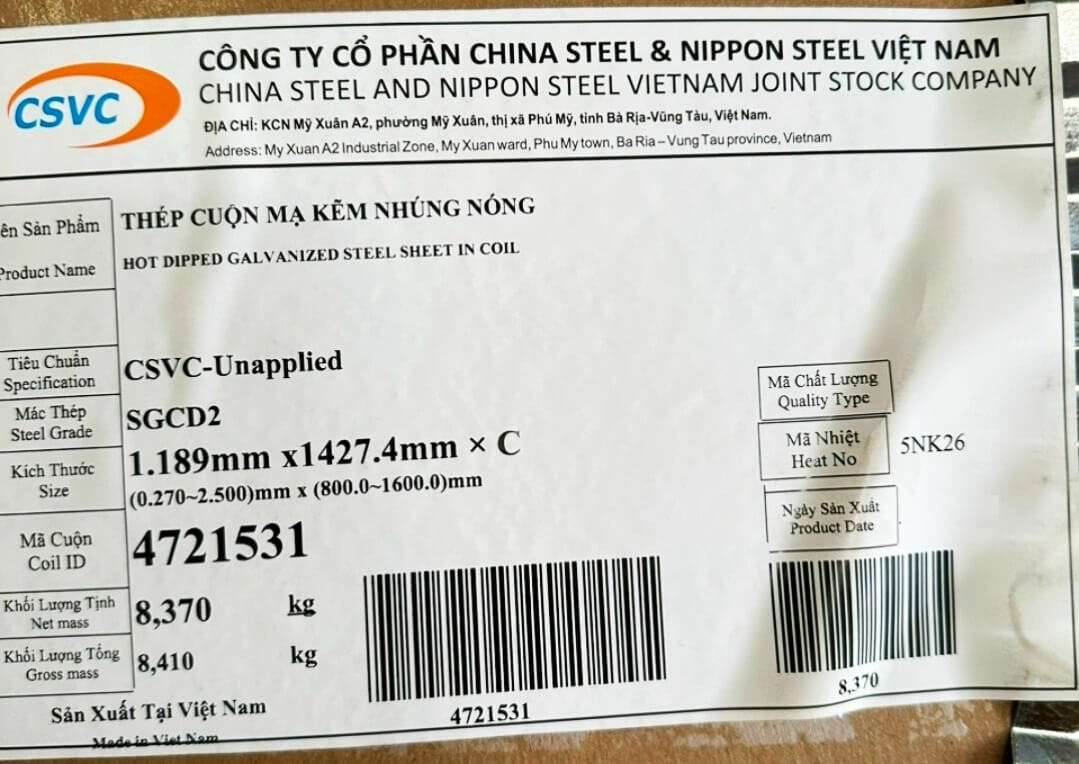 CSVC
CÔNG TY CỔ PHẦN CHINA STEEL & NIPPON STEEL VIỆT NAM
CHINA STEEL AND NIPPON STEEL VIETNAM JOINT STOCK COMPANY
ĐỊA CHỈ: KCN Mỹ Xuân A2, phường Mỹ Xuân, thị xã Phú Mỹ, tỉnh Bà Rịa-Vũng Tàu, Việt Nam.
Address: My Xuan A2 Industrial Zone, My Xuan ward, Phu My town, Ba Ria – Vung Tau province, Vietnam
ên Sản Phẩm
THÉP CUỘN MẠ KẼM NHÚNG NÓNG
Product Name
HOT DIPPED GALVANIZED STEEL SHEET IN COIL
Tiêu Chuẩn
Specification
CSVC-Unapplied
Mác Thép
Steel Grade
SGCD2
Kích Thước
Size
1.189mm x1427.4mm × C
(0.270~2.500)mm x (800.0~1600.0)mm
Mã Chất Lượng
Quality Type
Mã Nhiệt
Heat No
5NK26
Ngày Sản Xuất
Product Date
Mã Cuộn
Coil ID
4721531
Khối Lượng Tịnh
Net mass
8,370 kg
Khối Lượng Tổng
Gross mass
8,410 kg
4721531
8,370
Sản Xuất Tại Việt Nam
Made in Viet Nam